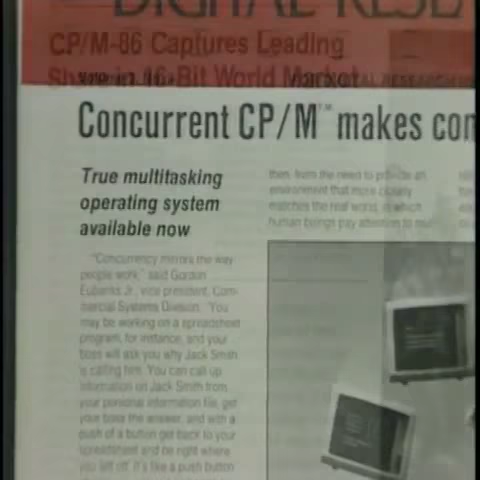 DIGITAL RESE
CP/M-86 Captures Leading
Share in 16-Bit World Market
Concurrent CP/M™ makes con
True multitasking
operating system
available now
"Concurrency mirrors the way
people work," said Gordon
Eubanks Jr., vice president, Com-
mercial Systems Division. "You
may be working on a spreadsheet
program, for instance, and your
boss will ask you why Jack Smith
is calling him. You can call up
information on Jack Smith from
your personal information file, get
your boss the answer, and with a
push of a button get back to your
spreadsheet and be right where
you left off. It's like a push button
then, from the need to provide an
environment that more closely
matches the real world, in which
human beings pay attention to